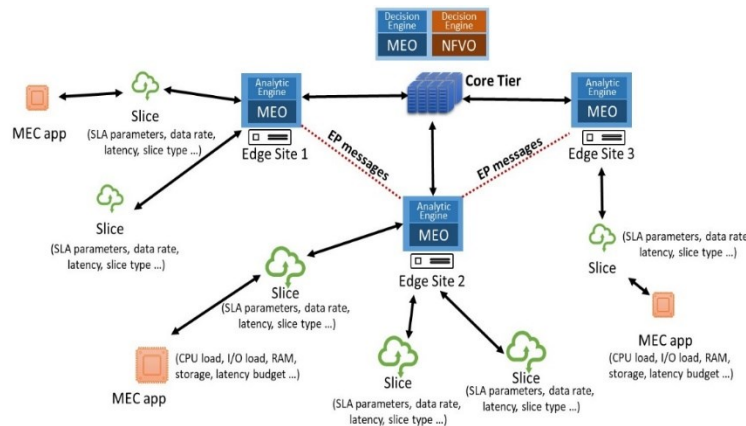 Decision Engine
MEO
Decision Engine
NFVO
Core Tier
Analytic Engine
MEO
Edge Site 1
Slice
(SLA parameters, data rate,
latency, slice type ...)
MEC app
Slice
(SLA parameters, data rate,
latency, slice type ...)
EP messages
EP messages
Analytic Engine
MEO
Edge Site 3
Analytic Engine
MEO
Edge Site 2
Slice
(SLA parameters, data rate,
latency, slice type ...)
(SLA parameters, data rate,
latency, slice type ...)
Slice
MEC app
(CPU load, I/O load, RAM,
storage, latency budget ...)
(CPU load, I/O load, RAM,
storage, latency budget ...)
MEC app
Slice
(SLA parameters, data rate,
latency, slice type ...)
Slice
(SLA parameters, data rate,
latency, slice type ...)